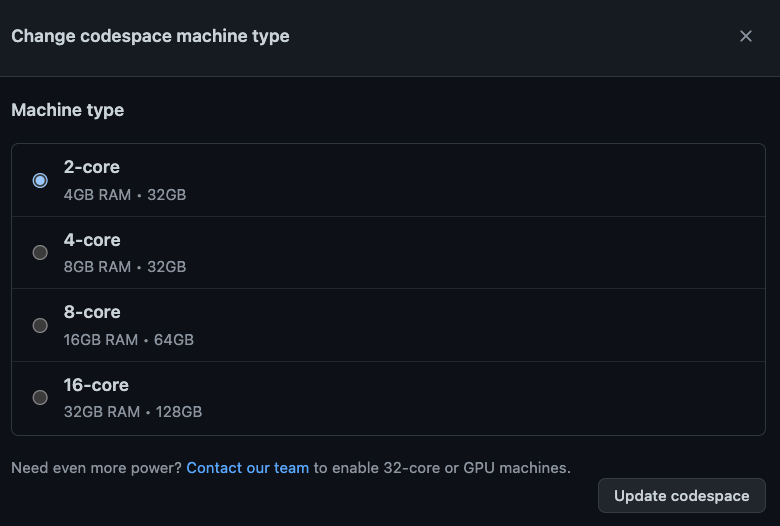 Change codespace machine type
Machine type
2-core
4GB RAM • 32GB
4-core
8GB RAM • 32GB
8-core
16GB RAM • 64GB
16-core
32GB RAM • 128GB
Need even more power? Contact our team to enable 32-core or GPU machines.
Update codespace